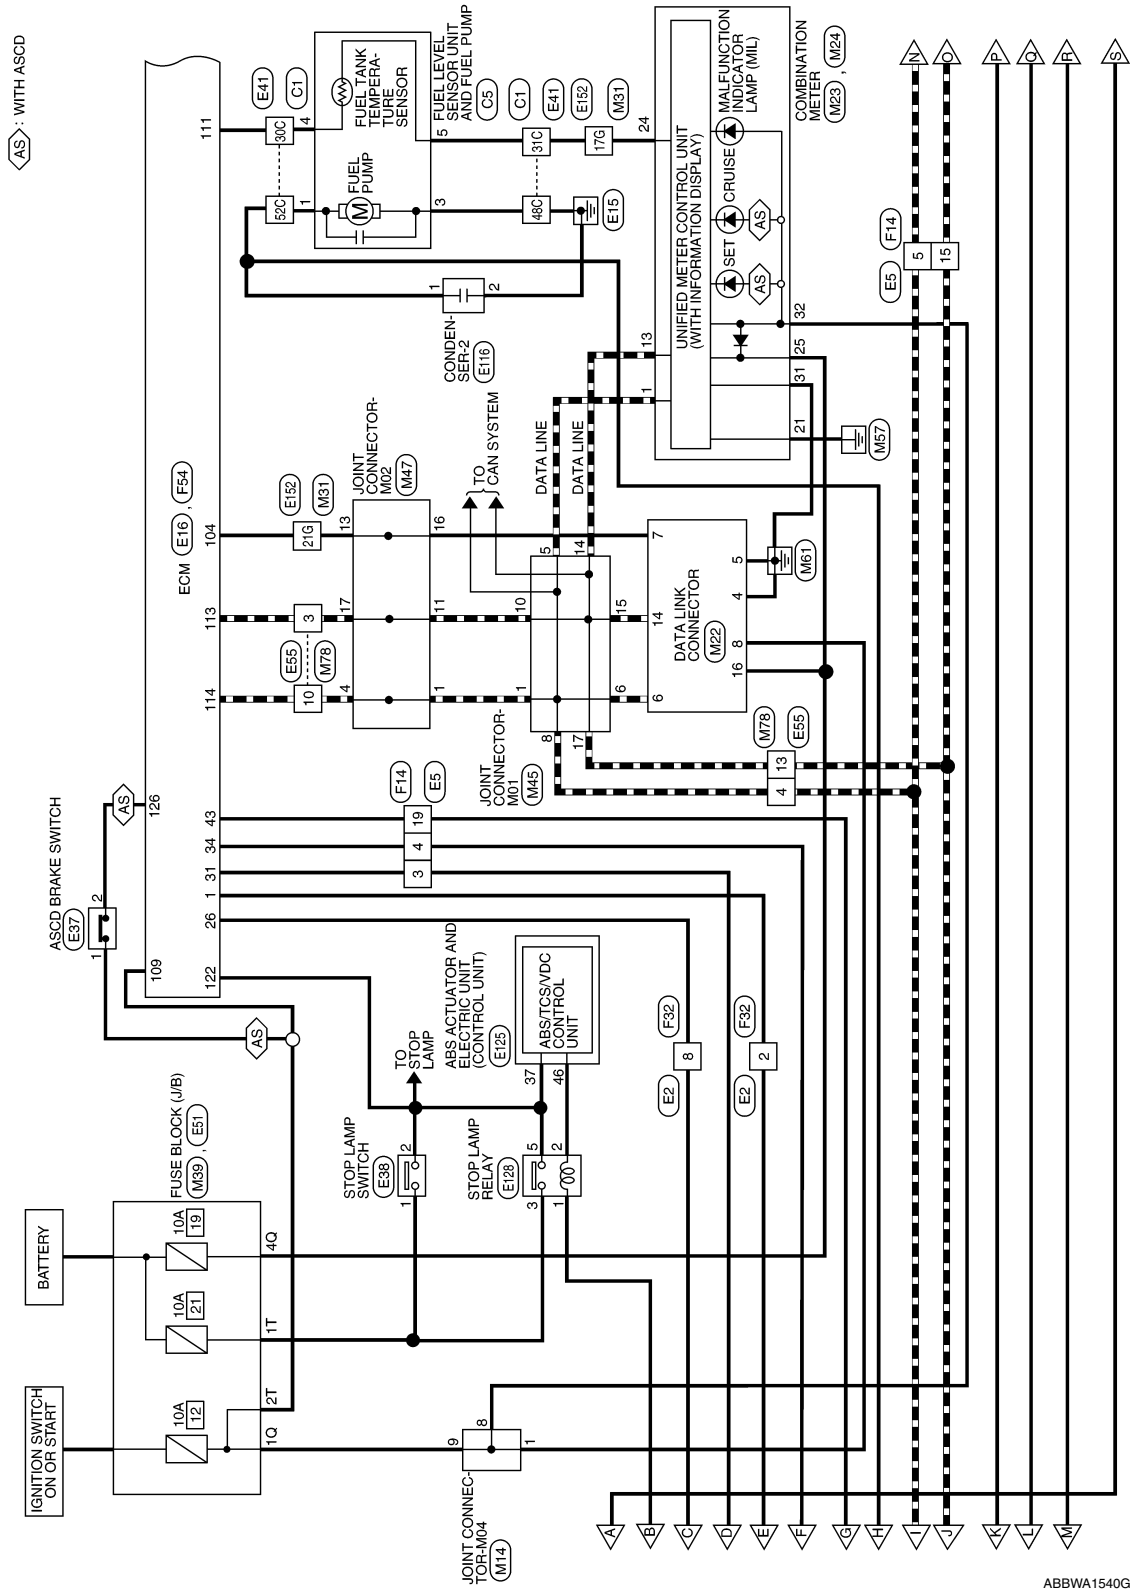 AS : WITH ASCD
BATTERY
IGNITION SWITCH
ON OR START
FUSE BLOCK (J/B)
M39 , E51
10A
19
10A
21
10A
12
4Q
1T
2T
1Q
ASCD BRAKE SWITCH
E37
1
2
AS
AS
ECM E16 , F54
109
126
122
26
1
31
34
43
114
113
104
111
STOP LAMP
SWITCH
E38
1
2
TO
STOP
LAMP
STOP LAMP
RELAY
E128
3
5
1
2
ABS ACTUATOR AND
ELECTRIC UNIT
(CONTROL UNIT)
E125
ABS/TCS/VDC
CONTROL
UNIT
37
46
F14
E5
3
4
19
E2
8
F32
E2
2
F32
JOINT CONNEC-
TOR-M04
M14
9
8
1
E55
M78
10
3
E152
M31
21G
JOINT
CONNECTOR-
M02
M47
4
17
13
1
11
16
JOINT
CONNECTOR-
M01
M45
1
10
5
14
8
17
6
15
TO
CAN SYSTEM
DATA LINE
DATA LINE
DATA LINK
CONNECTOR
M22
6
14
7
16
8
4
5
M61
M78
E55
4
13
E41
C1
52C
30C
1
4
FUEL
PUMP
M
FUEL TANK
TEMPERA-
TURE
SENSOR
FUEL LEVEL
SENSOR UNIT
AND FUEL PUMP
3
5
C5
C1
E41
E152
M31
48C
31C
17G
E15
CONDEN-
SER-2
E116
1
2
1
13
24
UNIFIED METER CONTROL UNIT
(WITH INFORMATION DISPLAY)
SET
CRUISE
AS
AS
MALFUNCTION
INDICATOR
LAMP (MIL)
COMBINATION
METER
M23 , M24
21
31
25
32
M57
E5
F14
5
15
A
B
C
D
E
F
G
H
I
J
K
L
M
N
O
P
Q
R
S
ABBWA1540G